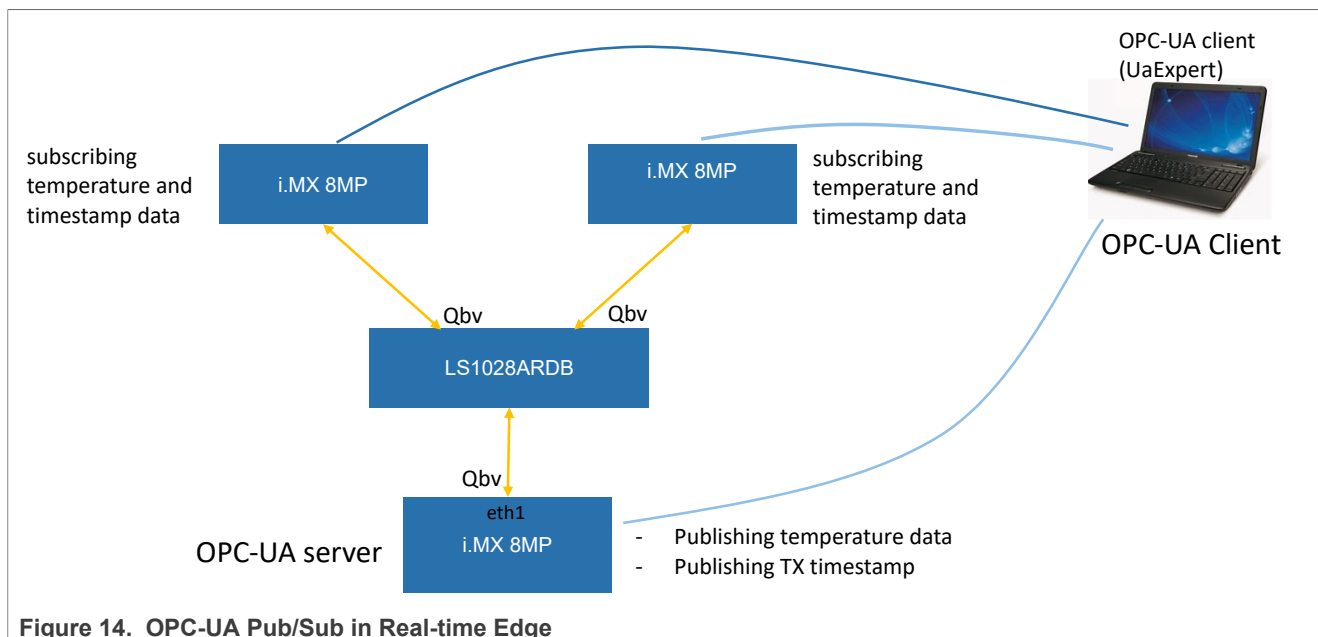 OPC-UA client
(UaExpert)
subscribing
temperature and
timestamp data
i.MX 8MP
i.MX 8MP
subscribing
temperature and
timestamp data
OPC-UA Client
Qbv
Qbv
LS1028ARDB
Qbv
eth1
i.MX 8MP
OPC-UA server
- Publishing temperature data
- Publishing TX timestamp
Figure 14. OPC-UA Pub/Sub in Real-time Edge